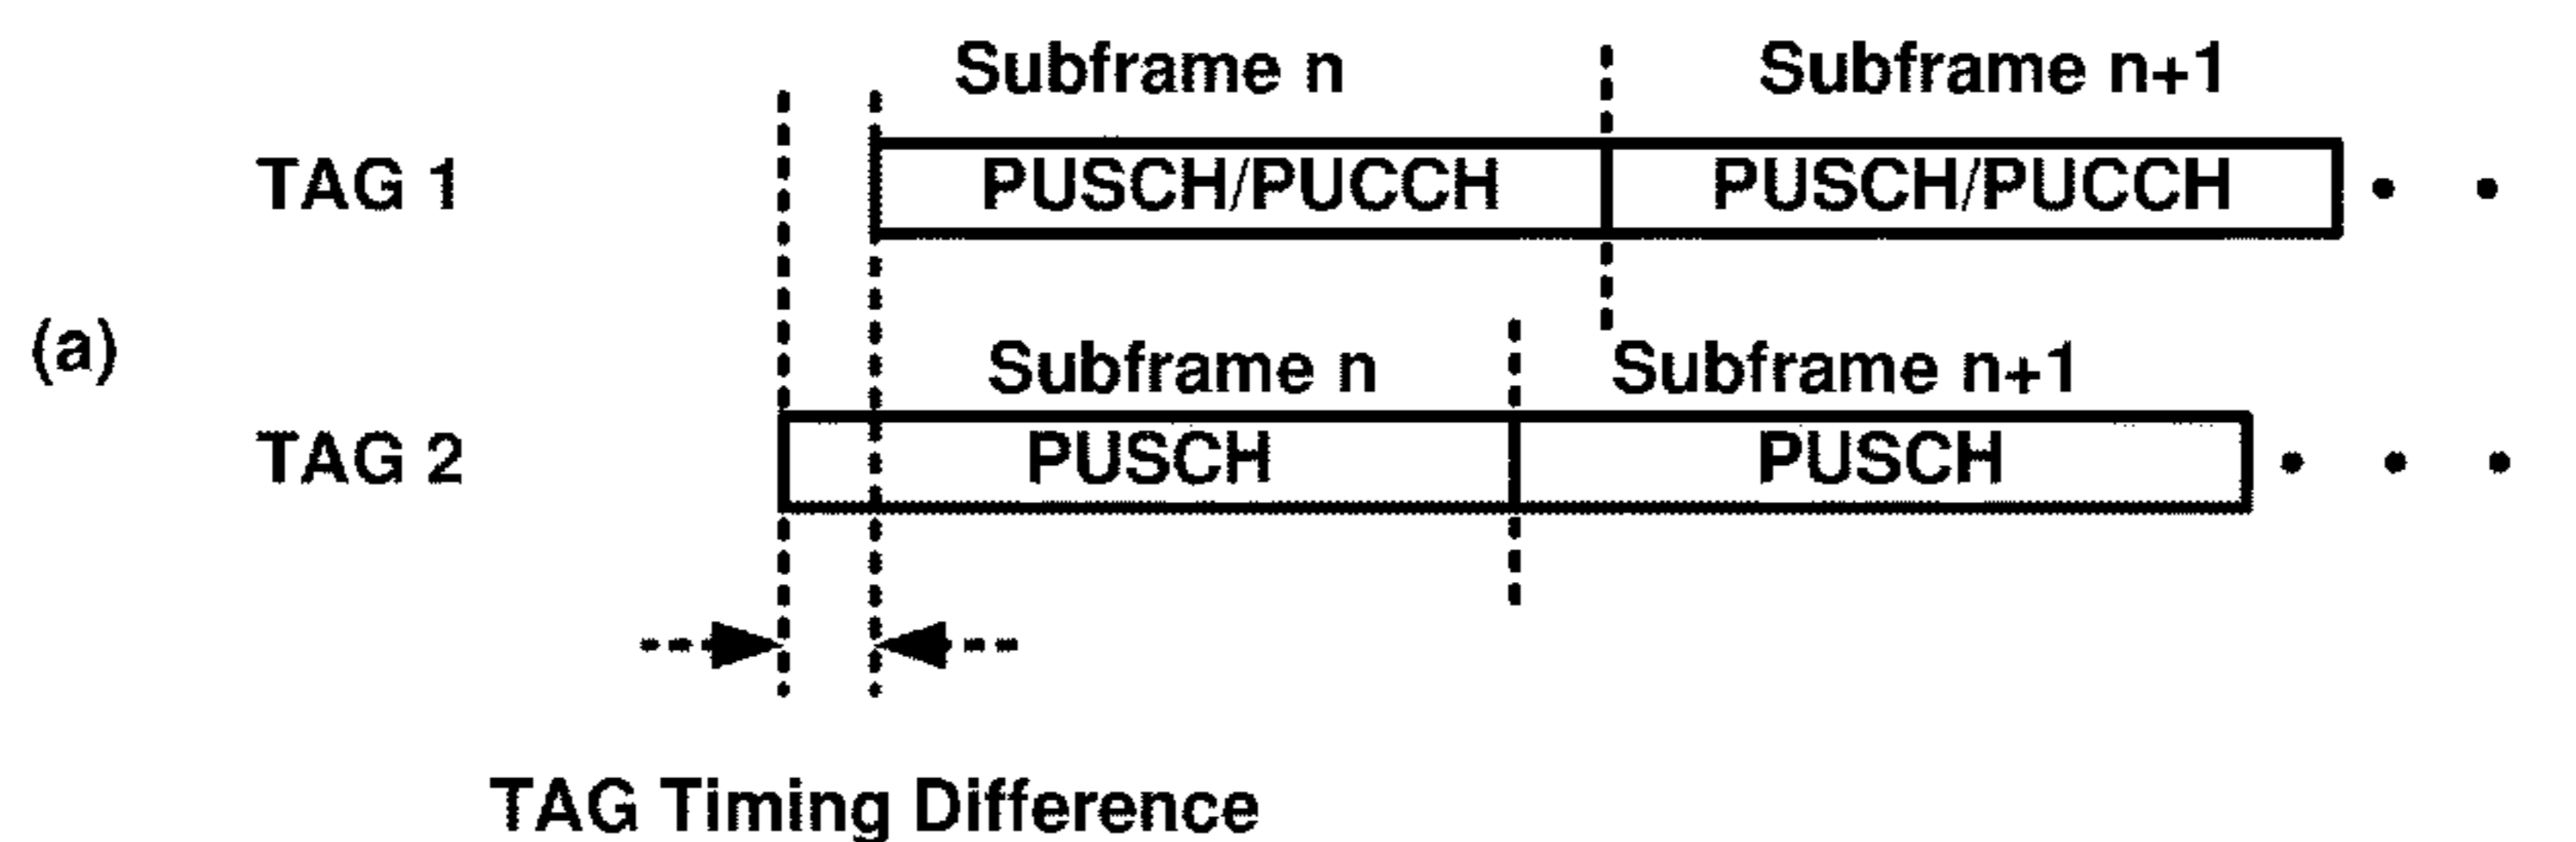 Subframe n Subframe n+1
TAG 1 PUSCH/PUCCH PUSCH/PUCCH • •
(a)
Subframe n Subframe n+1
TAG 2 PUSCH PUSCH • • •
TAG Timing Difference